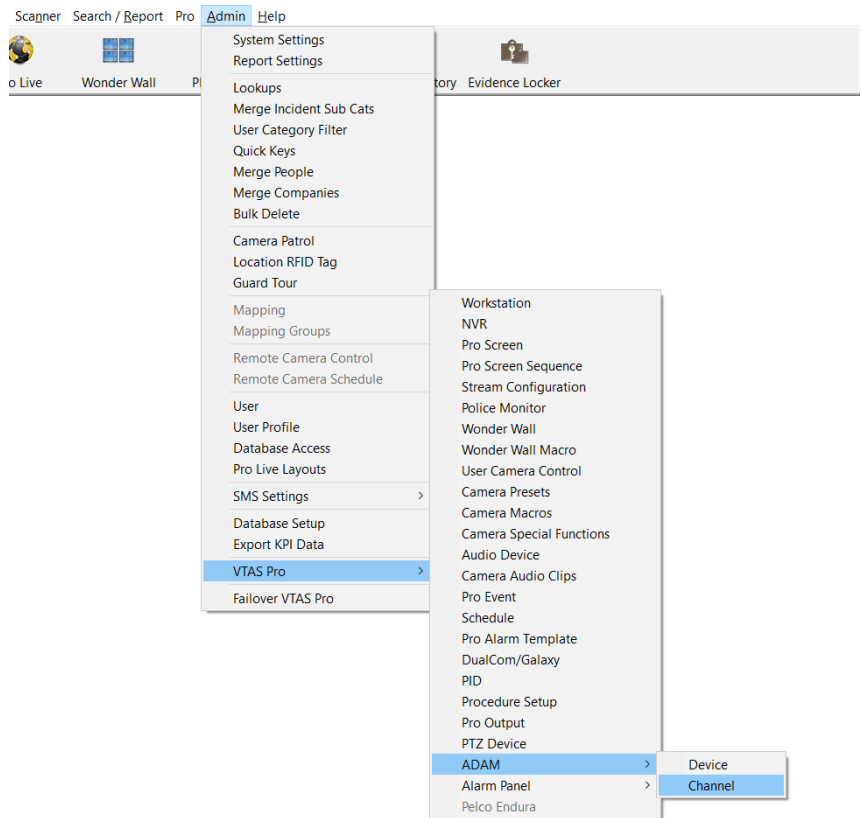 Scanner Search / Report Pro Admin Help
o Live Wonder Wall Pl tory Evidence Locker
System Settings
Report Settings
Lookups
Merge Incident Sub Cats
User Category Filter
Quick Keys
Merge People
Merge Companies
Bulk Delete
Camera Patrol
Location RFID Tag
Guard Tour
Mapping
Mapping Groups
Remote Camera Control
Remote Camera Schedule
User
User Profile
Database Access
Pro Live Layouts
SMS Settings
Database Setup
Export KPI Data
VTAS Pro
Failover VTAS Pro
Workstation
NVR
Pro Screen
Pro Screen Sequence
Stream Configuration
Police Monitor
Wonder Wall
Wonder Wall Macro
User Camera Control
Camera Presets
Camera Macros
Camera Special Functions
Audio Device
Camera Audio Clips
Pro Event
Schedule
Pro Alarm Template
DualCom/Galaxy
PID
Procedure Setup
Pro Output
PTZ Device
ADAM
Alarm Panel
Pelco Endura
Device
Channel